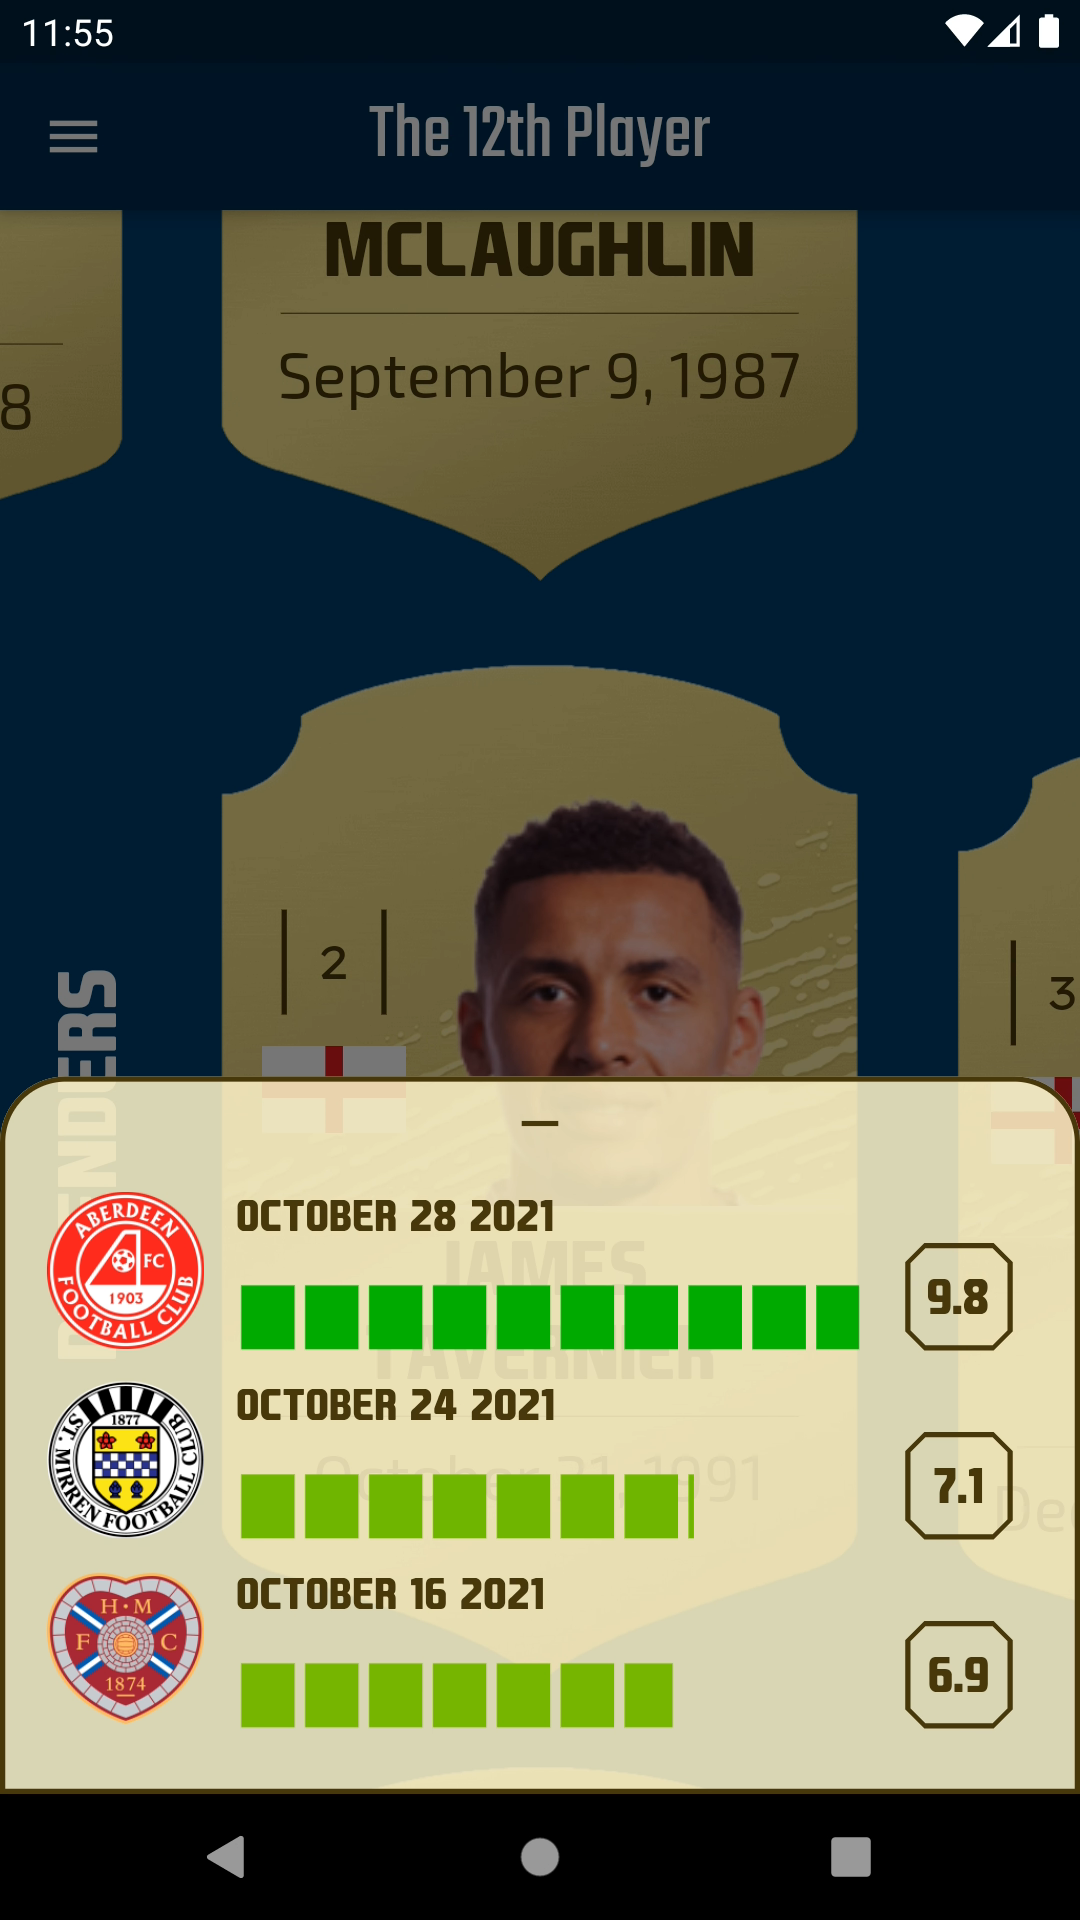 11:55
The 12th Player
MCLAUGHLIN
September 9, 1987
8
2
3
DEFENDERS
ABERDEEN
FC
1903
FOOTBALL CLUB
OCTOBER 28 2021
9.8
JAMES
TAVERNIER
1877
ST. MIRREN FOOTBALL CLUB
OCTOBER 24 2021
7.1
October 31, 1991
De
H·M
F C
1874
OCTOBER 16 2021
6.9